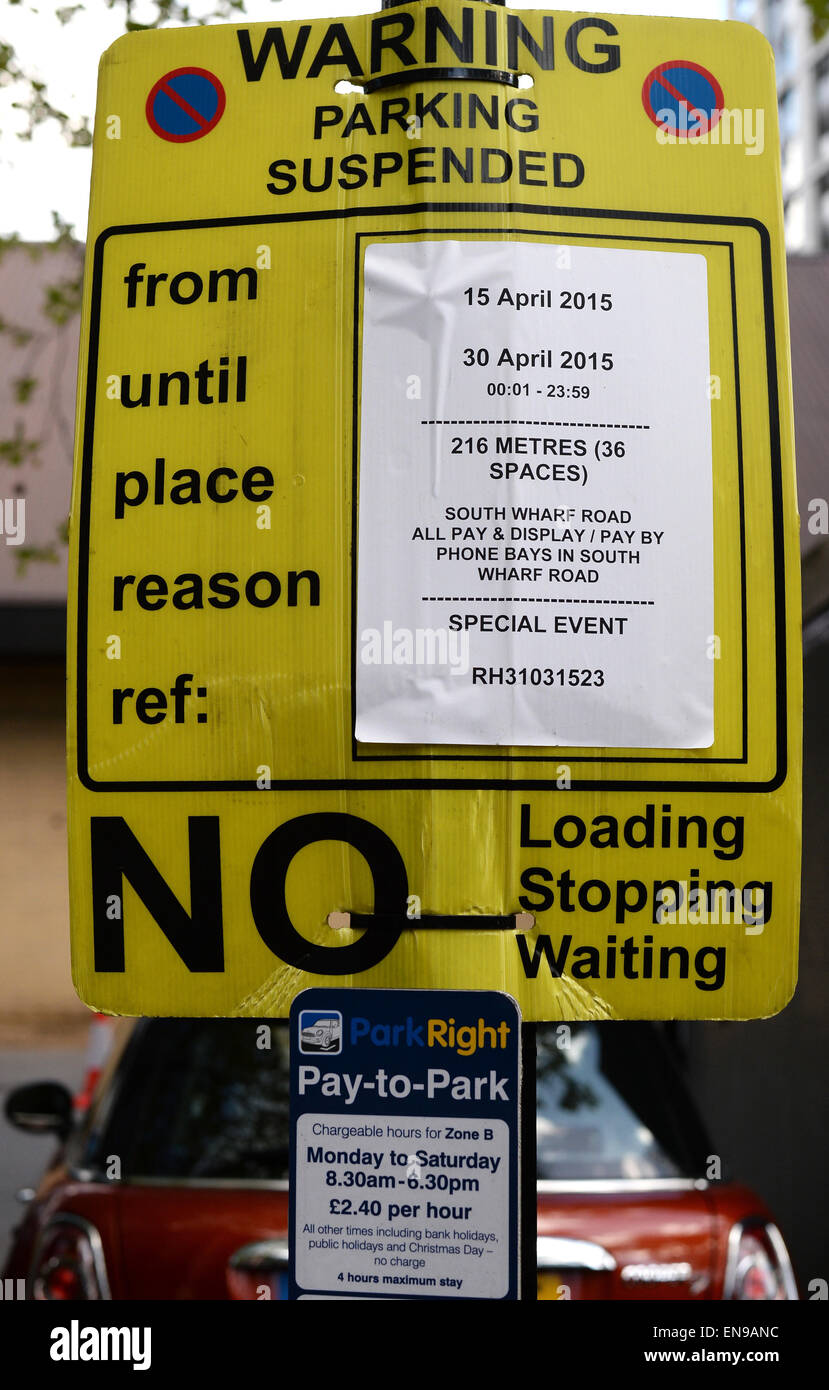 WARNING
PARKING
SUSPENDED
from 15 April 2015
until 30 April 2015
00:01 - 23:59
place 216 METRES (36
SPACES)
SOUTH WHARF ROAD
ALL PAY & DISPLAY / PAY BY
PHONE BAYS IN SOUTH
WHARF ROAD
reason SPECIAL EVENT
ref: RH31031523
NO Loading
Stopping
Waiting
ParkRight
Pay-to-Park
Chargeable hours for Zone B
Monday to Saturday
8.30am-6.30pm
£2.40 per hour
All other times including bank holidays,
public holidays and Christmas Day –
no charge
4 hours maximum stay
alamy
Image ID: EN9ANC
www.alamy.com